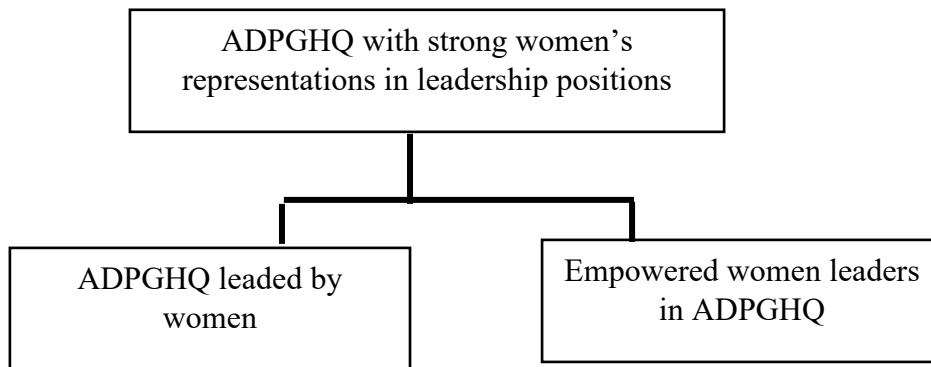 ADPGHQ with strong women’s
representations in leadership positions
ADPGHQ leaded by
women
Empowered women leaders
in ADPGHQ